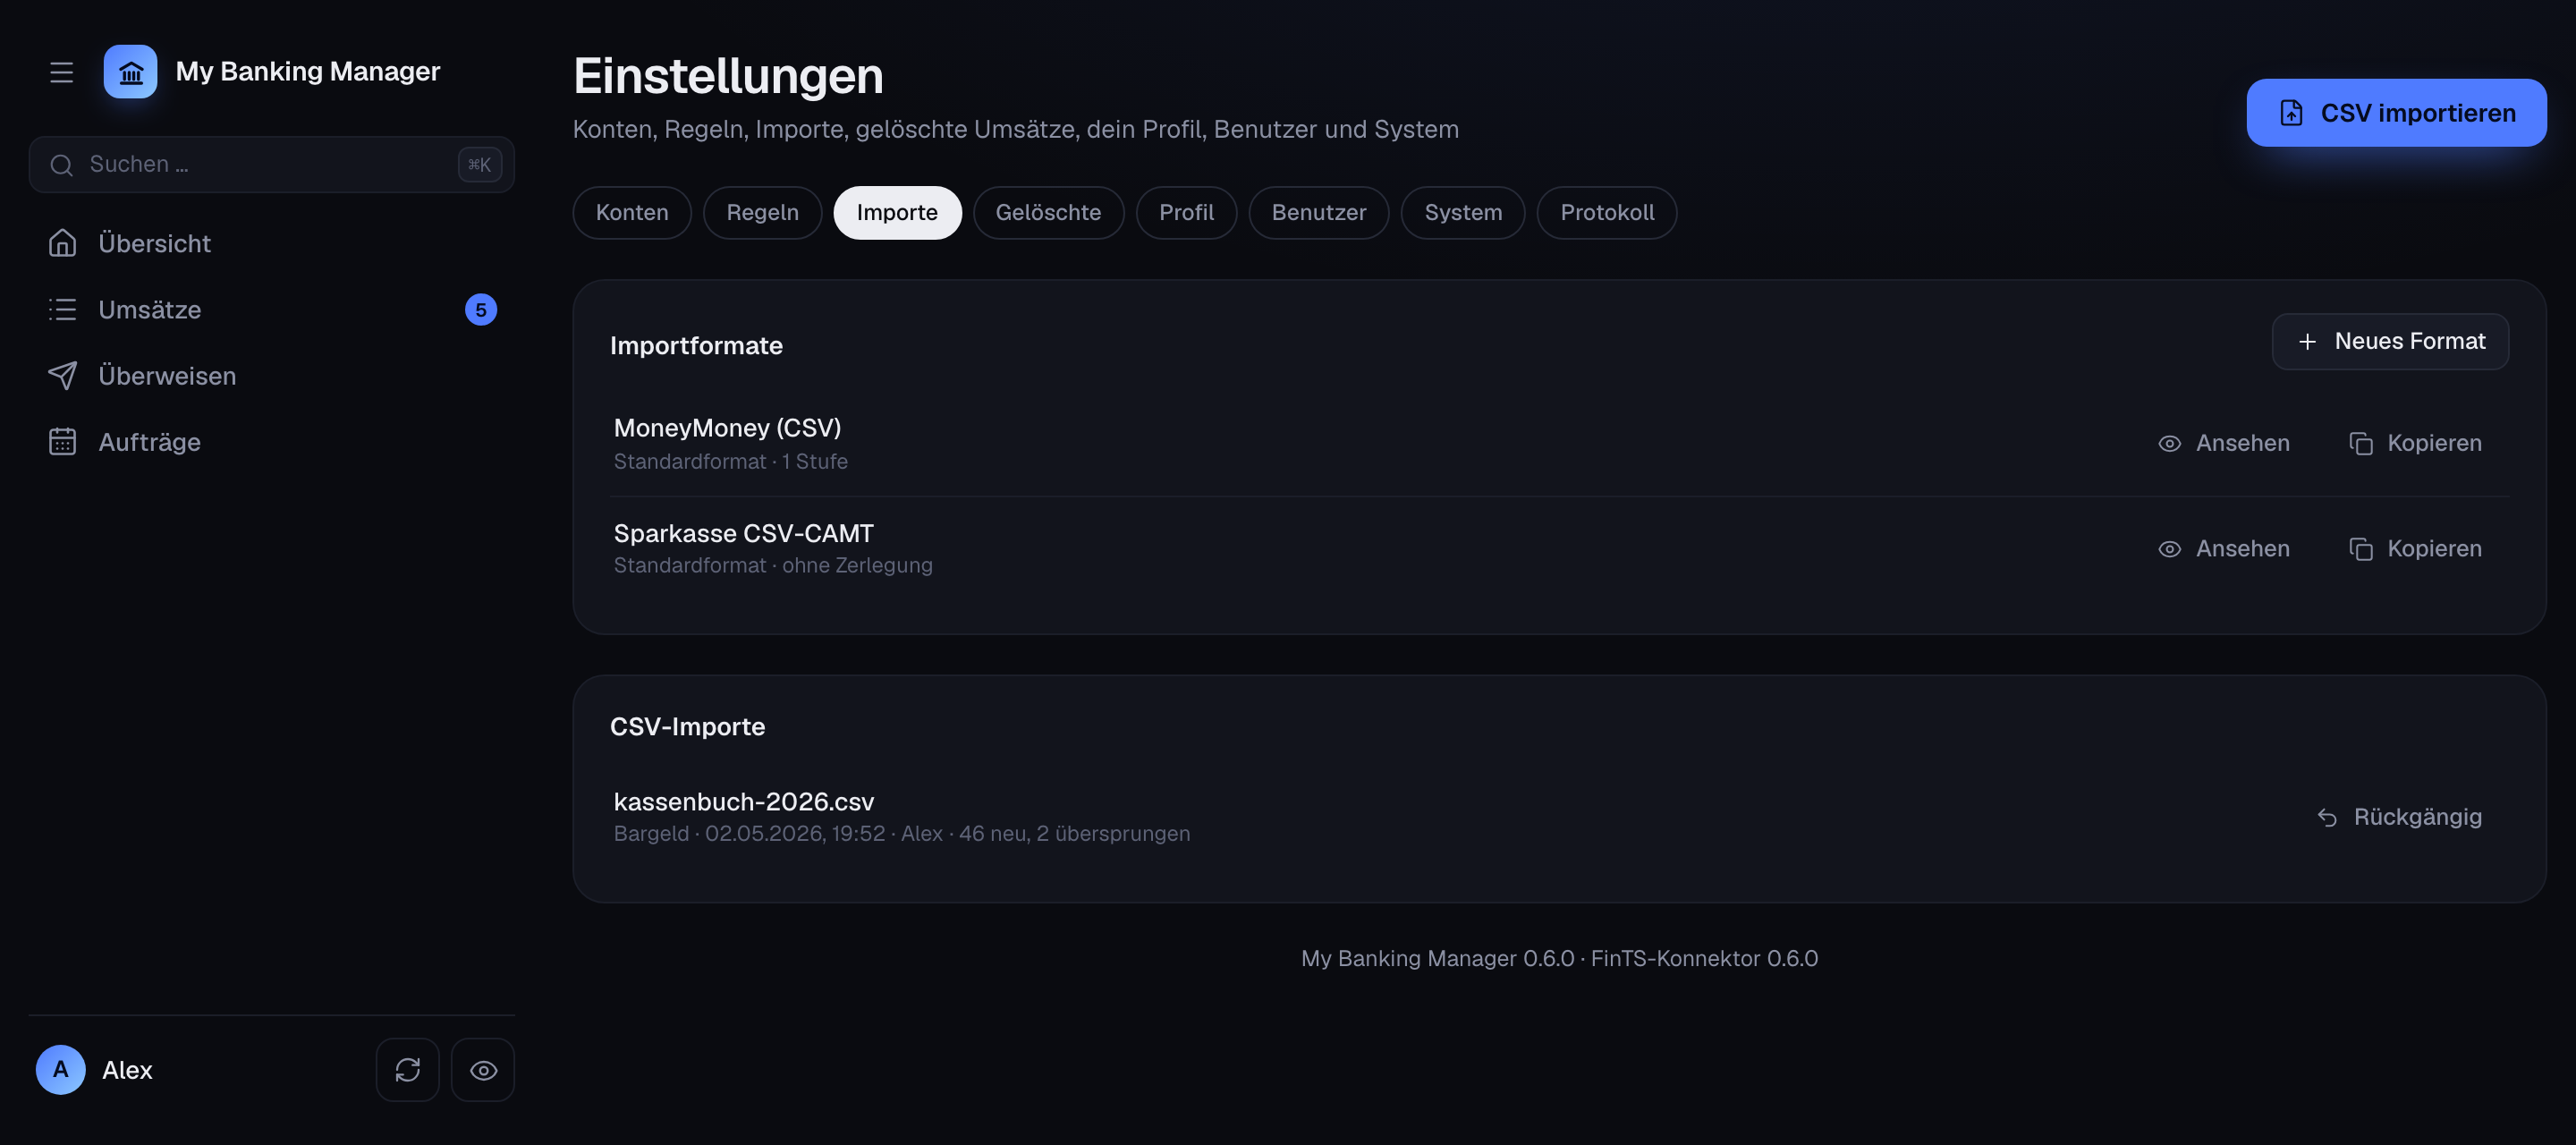 My Banking Manager
Suchen ...
⌘K
Übersicht
Umsätze
5
Überweisen
Aufträge
A
Alex
Einstellungen
Konten, Regeln, Importe, gelöschte Umsätze, dein Profil, Benutzer und System
CSV importieren
Konten
Regeln
Importe
Gelöschte
Profil
Benutzer
System
Protokoll
Importformate
Neues Format
MoneyMoney (CSV)
Standardformat · 1 Stufe
Ansehen
Kopieren
Sparkasse CSV-CAMT
Standardformat · ohne Zerlegung
Ansehen
Kopieren
CSV-Importe
kassenbuch-2026.csv
Bargeld · 02.05.2026, 19:52 · Alex · 46 neu, 2 übersprungen
Rückgängig
My Banking Manager 0.6.0 · FinTS-Konnektor 0.6.0